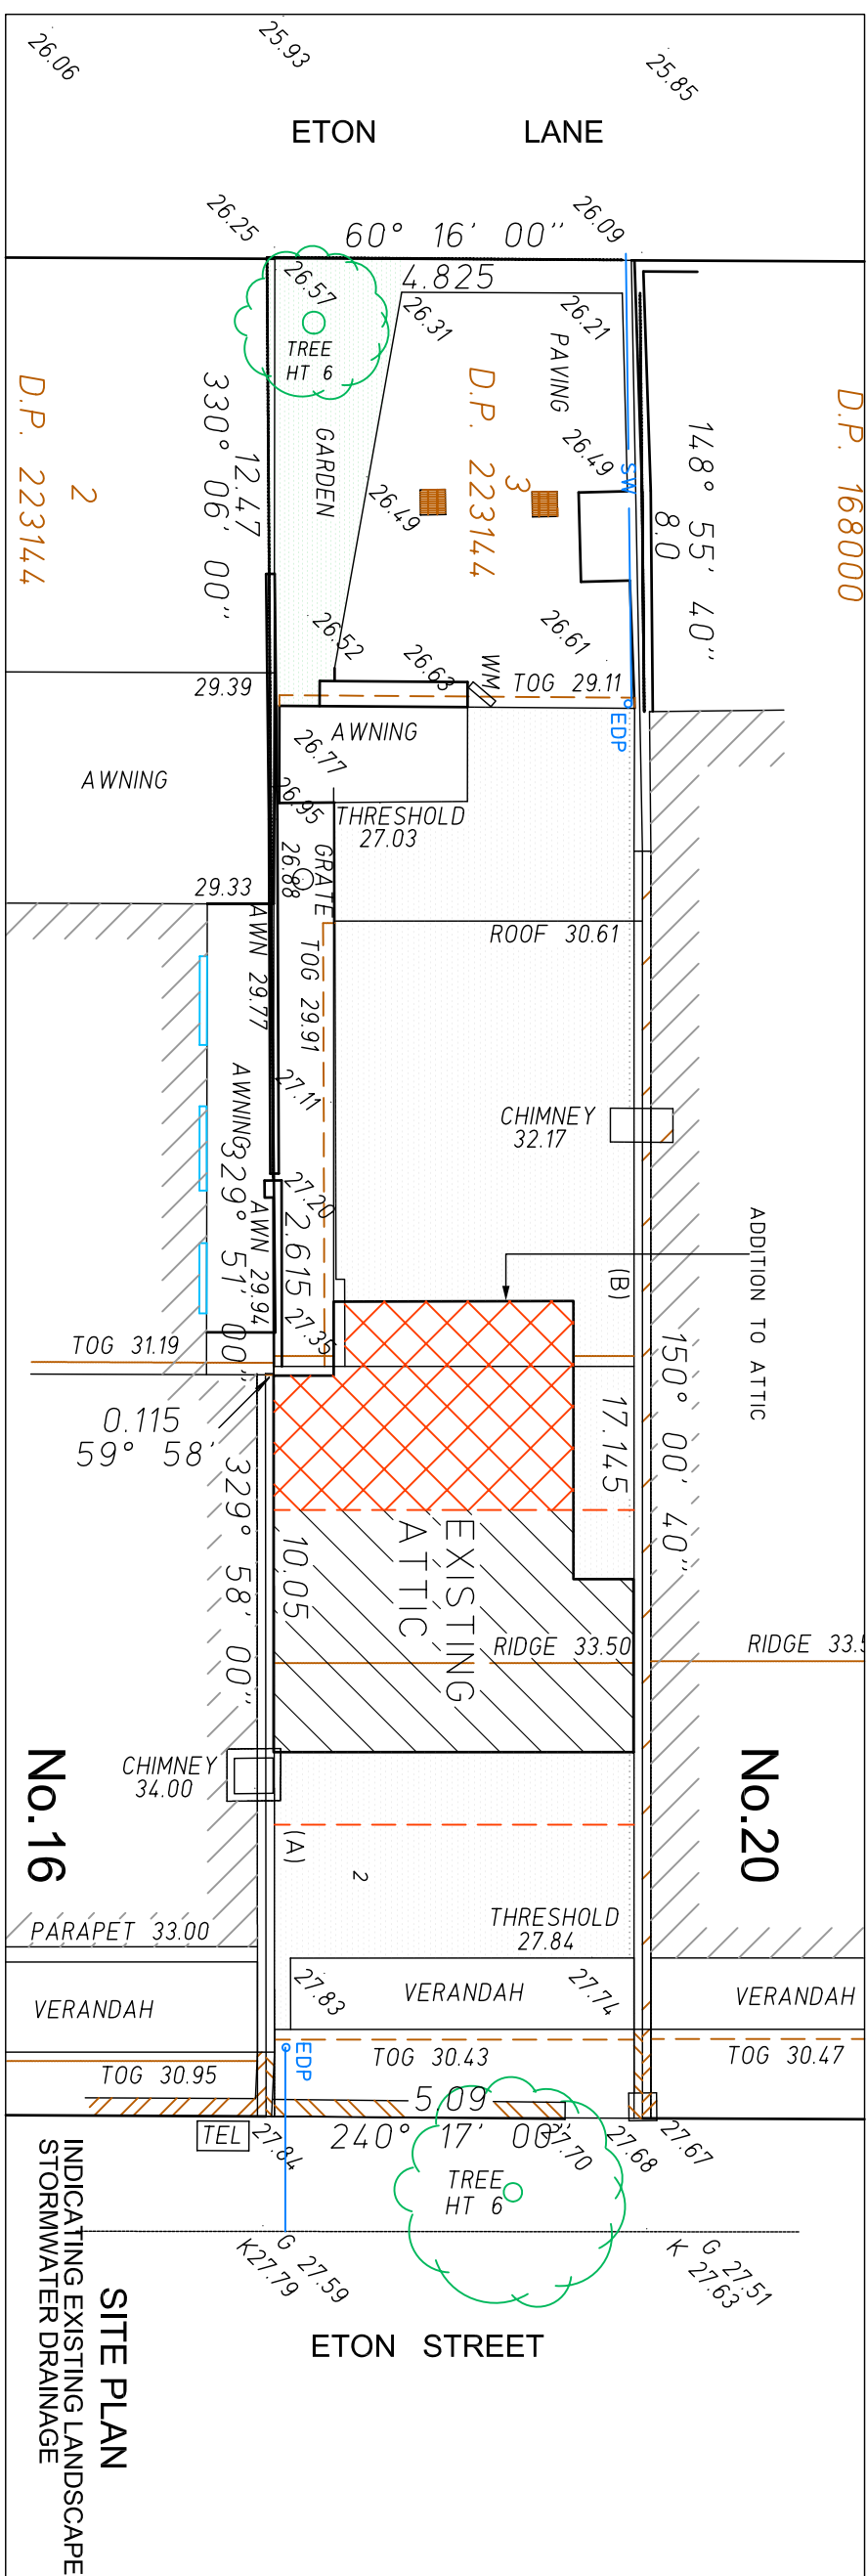 26.06
25.93
25.85
ETON LANE
26.25
60° 16' 00"
26.09
4.825
26.57
26.31
26.21
TREE
HT 6
PAVING
D.P. 168000
D.P. 223144
2
330° 06' 00"
12.47
GARDEN
26.49
D.P. 223144
3
26.49
SW
148° 55' 40"
8.0
26.52
26.63
WM
26.61
TOG 29.11
EDP
29.39
AWNING
AWNING
26.77
26.95
THRESHOLD
27.03
GRATE
26.88
29.33
AWN 29.77
TOG 29.91
ROOF 30.61
27.11
AWNING
CHIMNEY
32.17
27.20
329° 51' 00"
AWN 29.94
2.615
27.35
(B)
ADDITION TO ATTIC
TOG 31.19
0.115
59° 58'
17.145
150° 00' 40"
329° 58' 00"
10.05
EXISTING
ATTIC
RIDGE 33.50
RIDGE 33.5
No.16
CHIMNEY
34.00
No.20
(A)
2
PARAPET 33.00
THRESHOLD
27.84
VERANDAH
27.83
VERANDAH
27.74
VERANDAH
TOG 30.95
EDP
TOG 30.43
TOG 30.47
5.09
TEL
27.84
240° 17' 00"
27.70
27.68
27.67
TREE
HT 6
G 27.59
K27.79
G 27.51
K 27.63
ETON STREET
SITE PLAN
INDICATING EXISTING LANDSCAPE
STORMWATER DRAINAGE